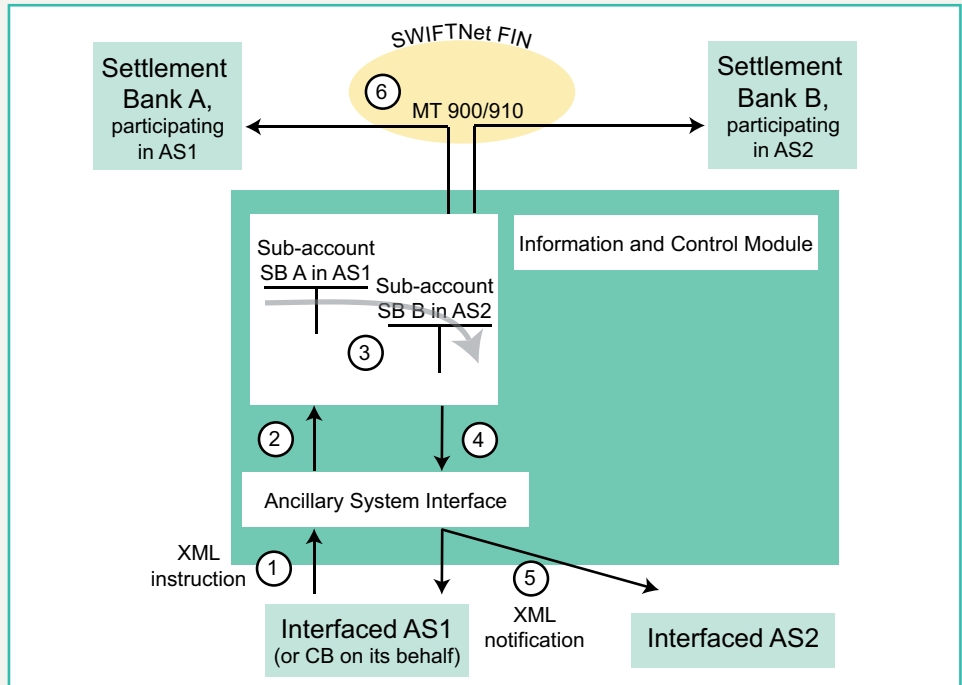 SWIFTNet FIN
Settlement
Bank A,
participating
in AS1
6
MT 900/910
Settlement
Bank B,
participating
in AS2
Sub-account
SB A in AS1
Sub-account
SB B in AS2
3
Information and Control Module
2
4
Ancillary System Interface
XML
instruction
1
5
XML
notification
Interfaced AS1
(or CB on its behalf)
Interfaced AS2